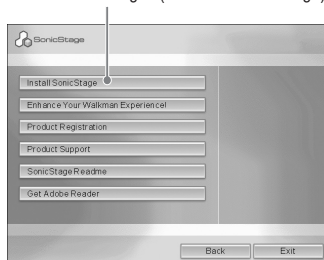 SonicStage
Install SonicStage
Enhance Your Walkman Experience!
Product Registration
Product Support
SonicStage Readme
Get Adobe Reader
Back Exit